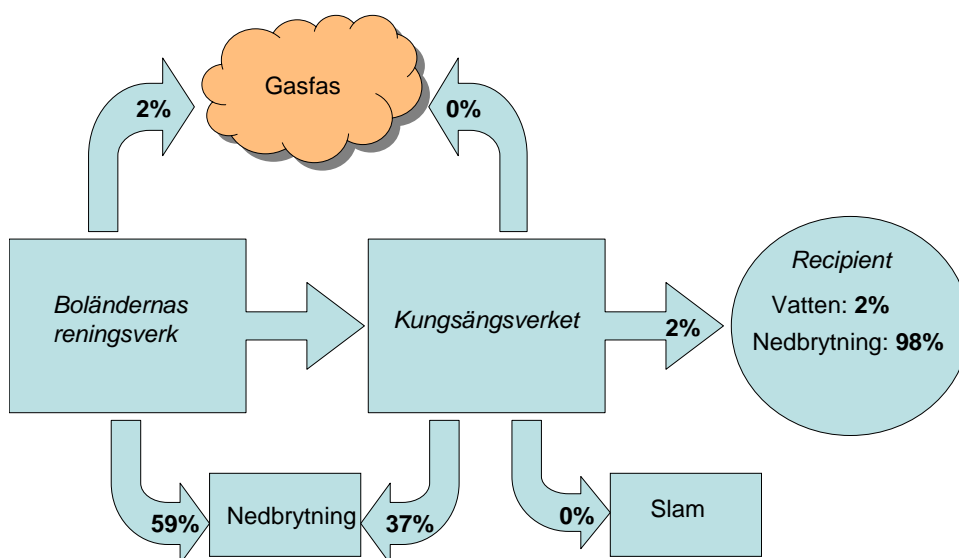 Gasfas
2%
0%
Boländernas
reningsverk
Kungsängsverket
2%
Recipient
Vatten: 2%
Nedbrytning: 98%
59%
Nedbrytning
37%
0%
Slam